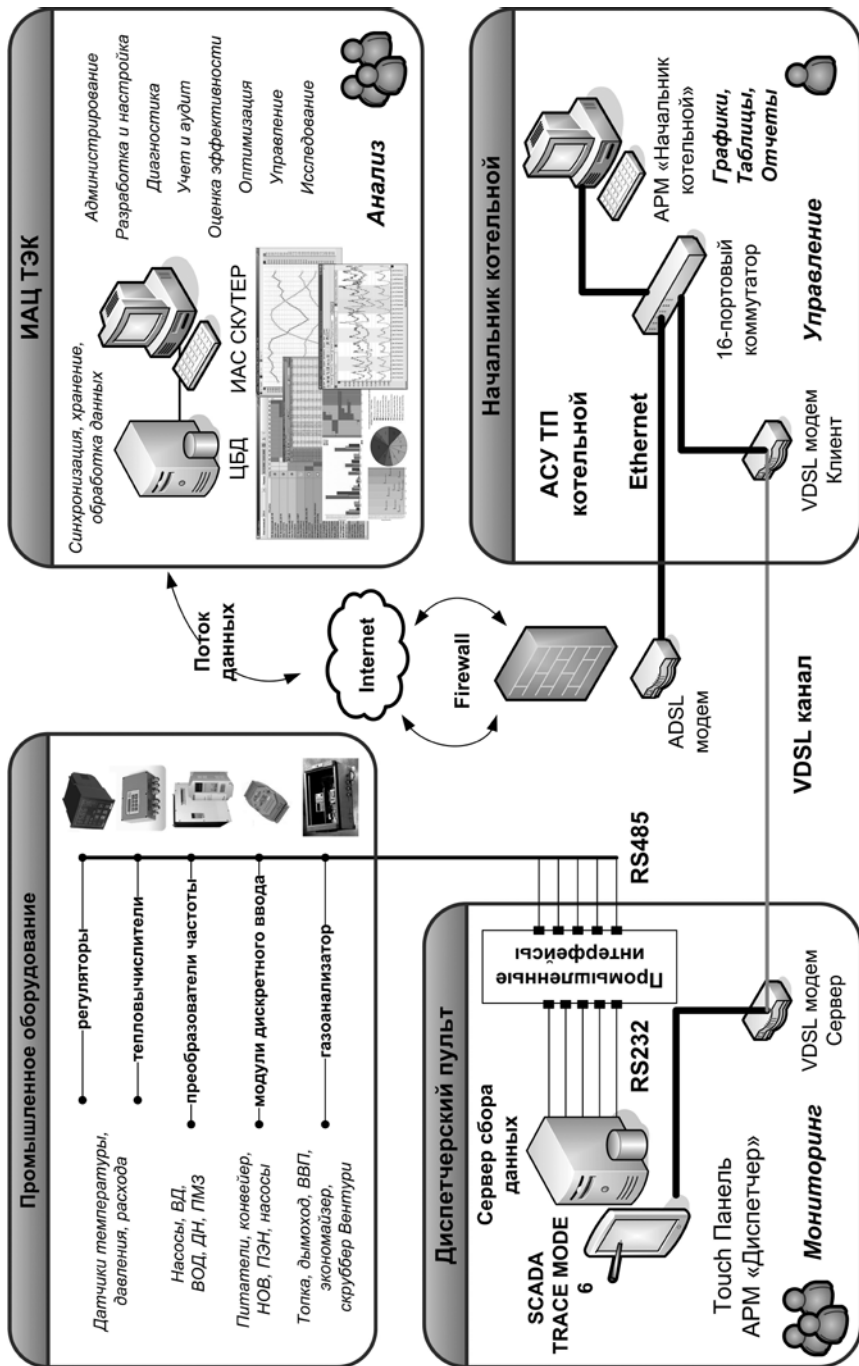 Промышленное оборудование
Датчики температуры,
давления, расхода
Насосы, ВД,
ВОД, ДН, ПМЗ
Питатели, конвейер,
НОВ, ПЭН, насосы
Топка, дымоход, ВВП,
экономайзер,
скруббер Вентури
регуляторы
тепловычислители
преобразователи частоты
модули дискретного ввода
газоанализатор
ИАЦ ТЭК
Синхронизация, хранение,
обработка данных
ЦБД
ИАС СКУТЕР
Администрирование
Разработка и настройка
Диагностика
Учет и аудит
Оценка эффективности
Оптимизация
Управление
Исследование
Анализ
Поток
данных
Internet
Firewall
ADSL
модем
Диспетчерский пульт
Сервер сбора
данных
SCADA
TRACE MODE
6
RS232
Промышленные
интерфейсы
RS485
Touch Панель
АРМ «Диспетчер»
Мониторинг
VDSL модем
Сервер
VDSL канал
Начальник котельной
АСУ ТП
котельной
Ethernet
VDSL модем
Клиент
16-портовый
коммутатор
АРМ «Начальник
котельной»
Графики,
Таблицы,
Отчеты
Управление